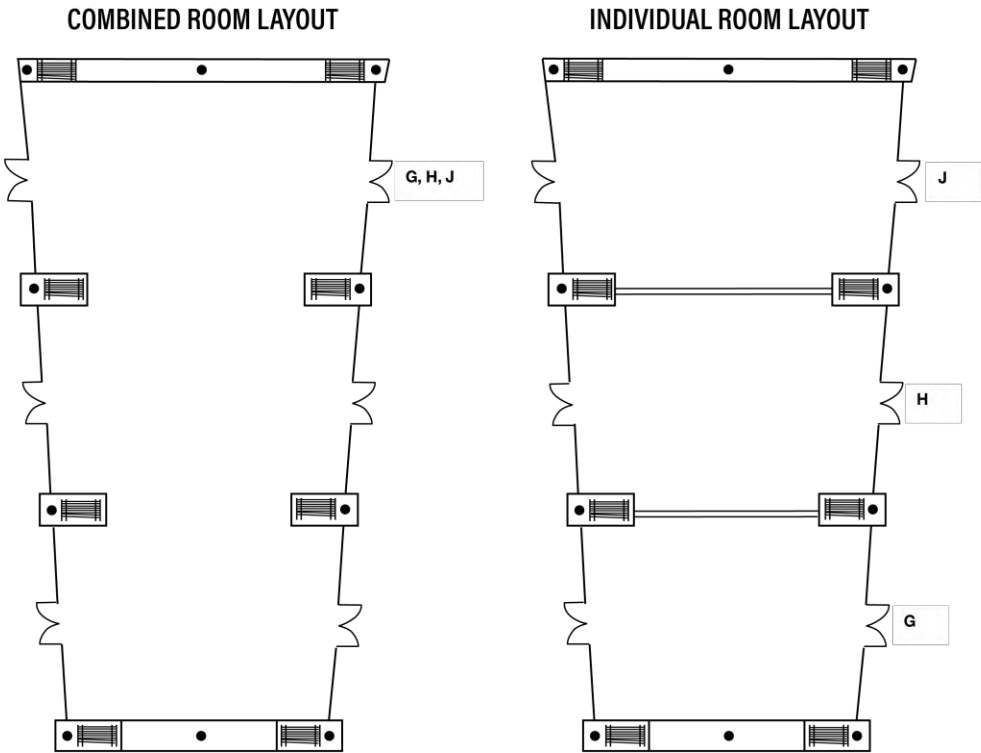 COMBINED ROOM LAYOUT
INDIVIDUAL ROOM LAYOUT
G, H, J
J
H
G